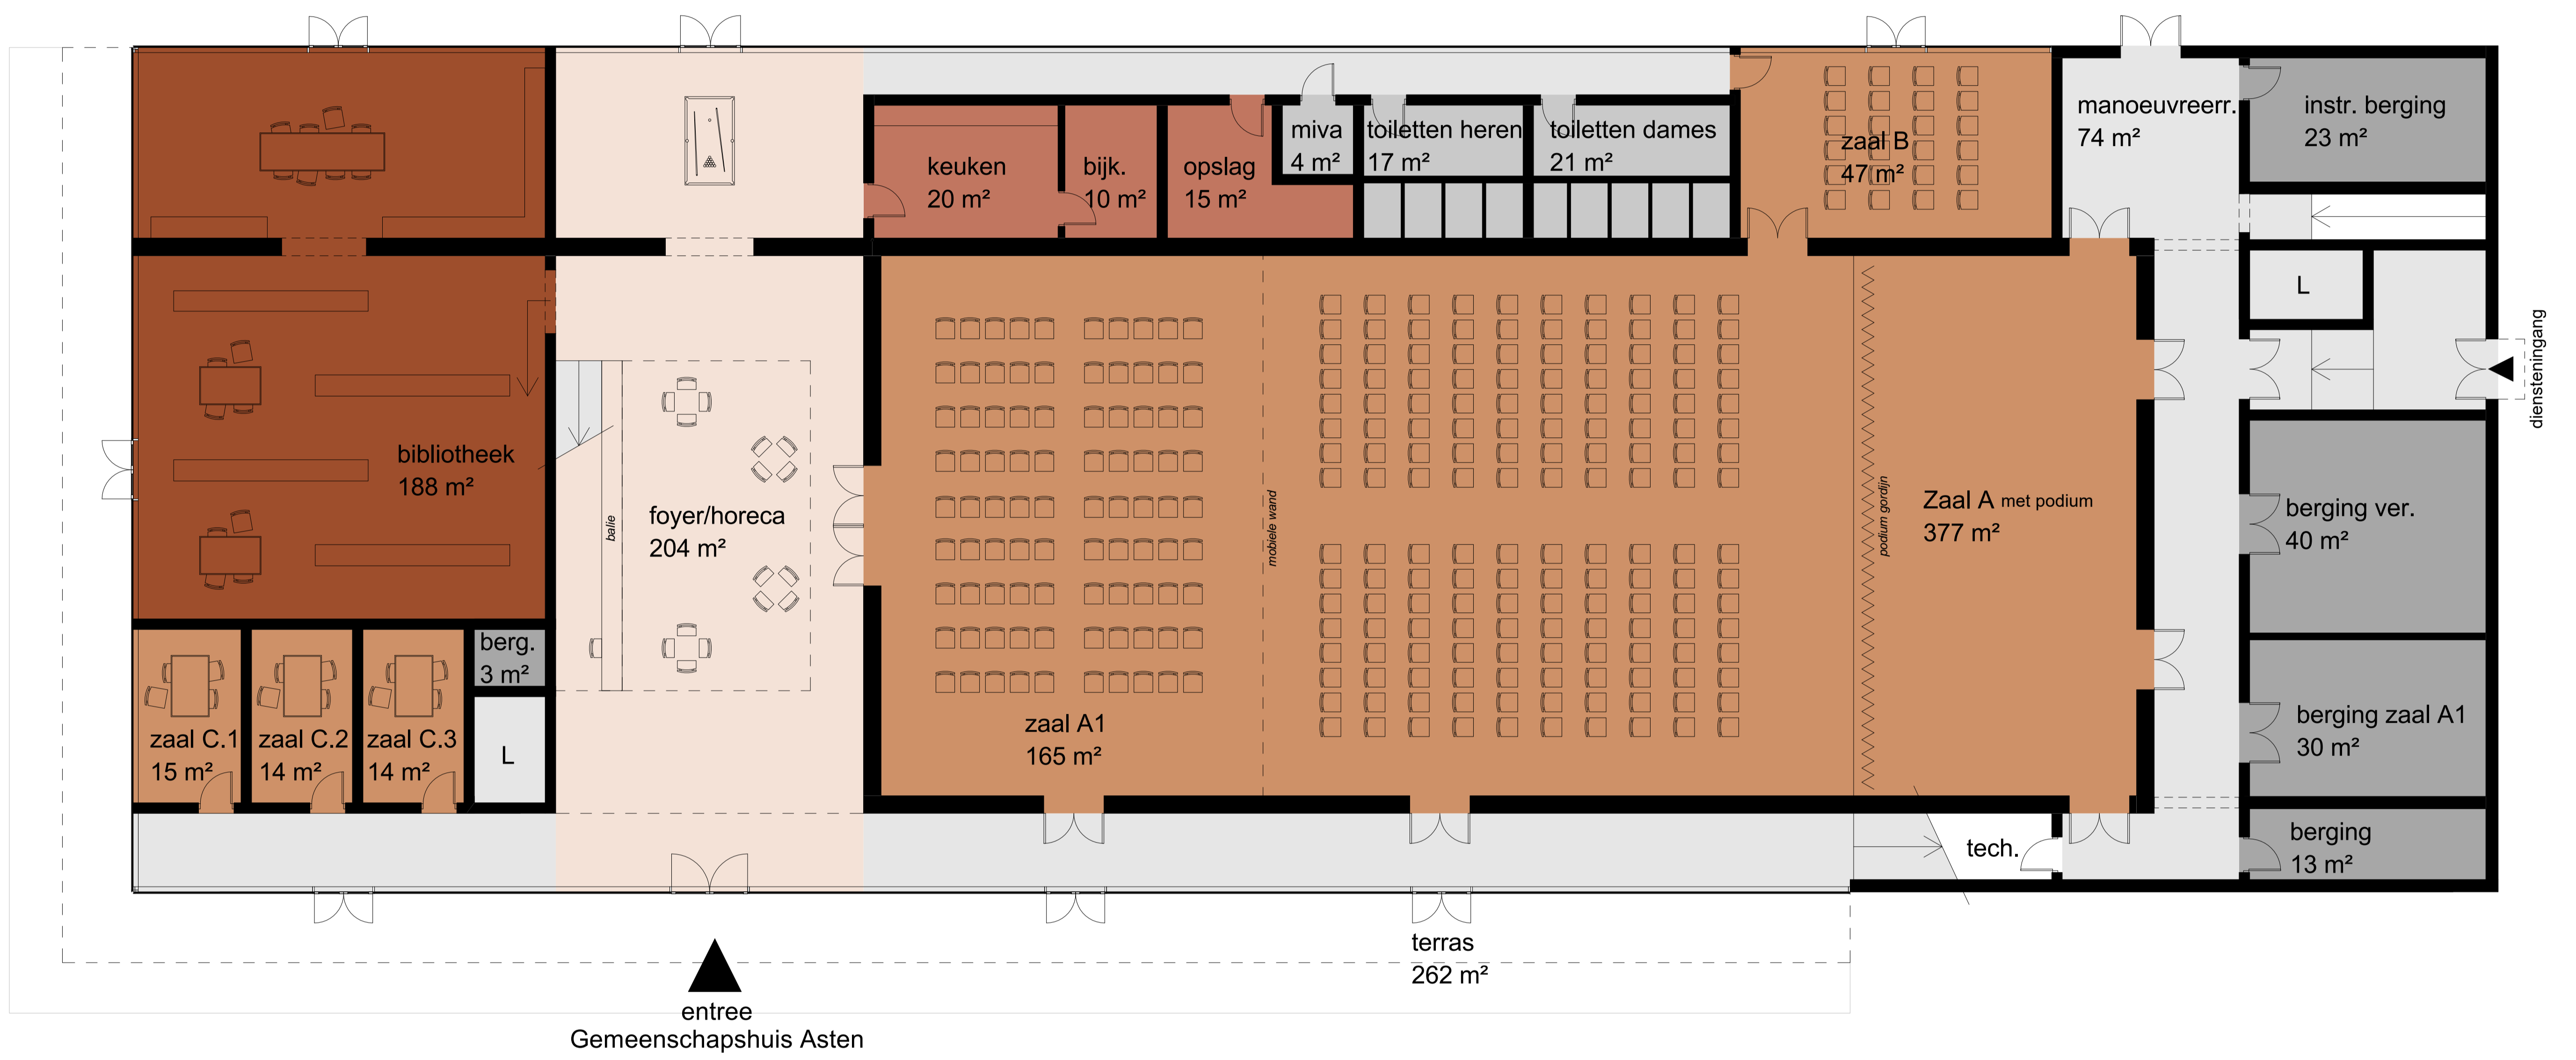 manoeuvreerr.
74 m²
instr. berging
23 m²
miva
4 m²
toiletten heren
17 m²
toiletten dames
21 m²
zaal B
47 m²
keuken
20 m²
bijk.
10 m²
opslag
15 m²
L
diensteningang
bibliotheek
188 m²
balie
foyer/horeca
204 m²
mobiele wand
podium gordijn
Zaal A met podium
377 m²
berging ver.
40 m²
berg.
3 m²
zaal C.1
15 m²
zaal C.2
14 m²
zaal C.3
14 m²
L
zaal A1
165 m²
berging zaal A1
30 m²
tech.
berging
13 m²
terras
262 m²
entree
Gemeenschapshuis Asten